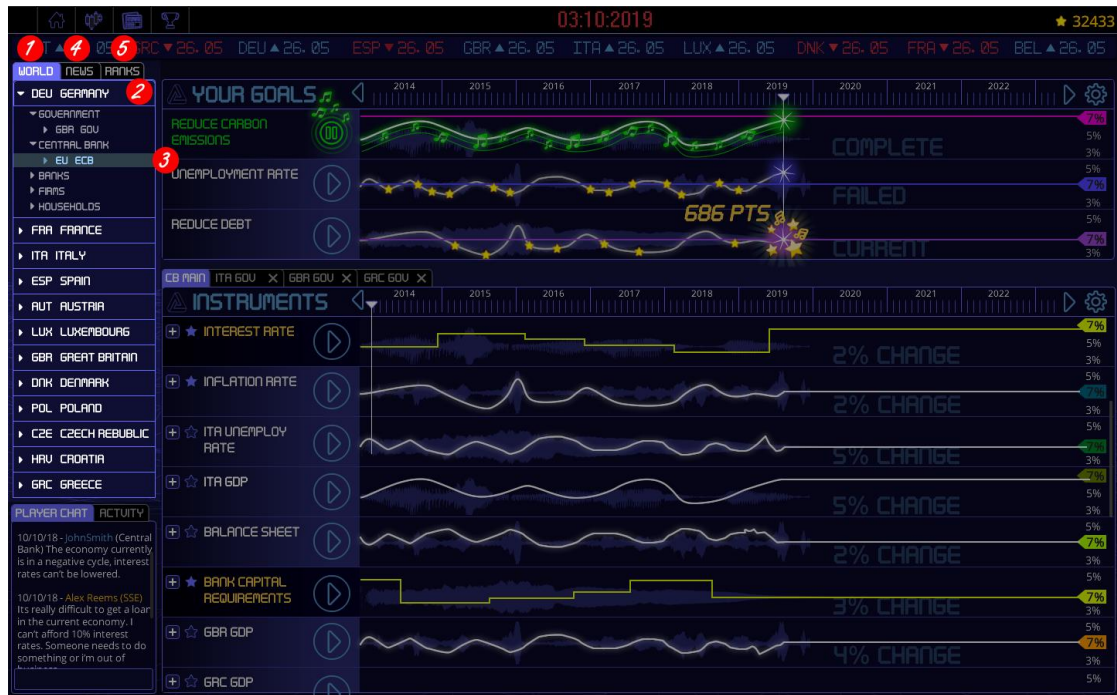 03:10:2019
★ 32433
1 4 5
T ▲ 05 GRC ▼ 26. 05 DEU ▲ 26. 05 ESP ▼ 26. 05 GBR ▲ 26. 05 ITA ▲ 26. 05 LUX ▲ 26. 05 DNK ▼ 26. 05 FRA ▼ 26. 05 BEL ▲ 26. 05
WORLD NEWS RANKS
DEU GERMANY 2
GOVERNMENT
GBR GOV
CENTRAL BANK
EU ECB 3
BANKS
FIRMS
HOUSEHOLDS
FRA FRANCE
ITA ITALY
ESP SPAIN
AUT AUSTRIA
LUX LUXEMBOURG
GBR GREAT BRITAIN
DNK DENMARK
POL POLAND
CZE CZECH REBUBLIC
HRV CROATIA
GRC GREECE
PLAYER CHAT ACTVITY
10/10/18 - JohnSmith (Central
Bank) The economy currently
is in a negative cycle, interest
rates can't be lowered.
10/10/18 - Alex Reems (SSE)
Its really difficult to get a loan
in the current economy. I
can't afford 10% interest
rates. Someone needs to do
something or i'm out of
YOUR GOALS
2014 2015 2016 2017 2018 2019 2020 2021 2022
REDUCE CARBON
EMISSIONS
COMPLETE
7%
5%
3%
UNEMPLOYMENT RATE
FAILED
5%
7%
3%
686 PTS
REDUCE DEBT
CURRENT
5%
7%
3%
CB MAIN ITA GOV X GBR GOV X GRC GOV X
INSTRUMENTS
2014 2015 2016 2017 2018 2019 2020 2021 2022
INTEREST RATE
2% CHANGE
7%
5%
3%
INFLATION RATE
2% CHANGE
5%
7%
3%
ITA UNEMPLOY
RATE
5% CHANGE
5%
7%
3%
ITA GDP
5% CHANGE
7%
5%
3%
BALANCE SHEET
2% CHANGE
5%
7%
3%
BANK CAPITAL
REQUIREMENTS
3% CHANGE
5%
7%
3%
GBR GDP
4% CHANGE
5%
7%
3%
GRC GDP
5%